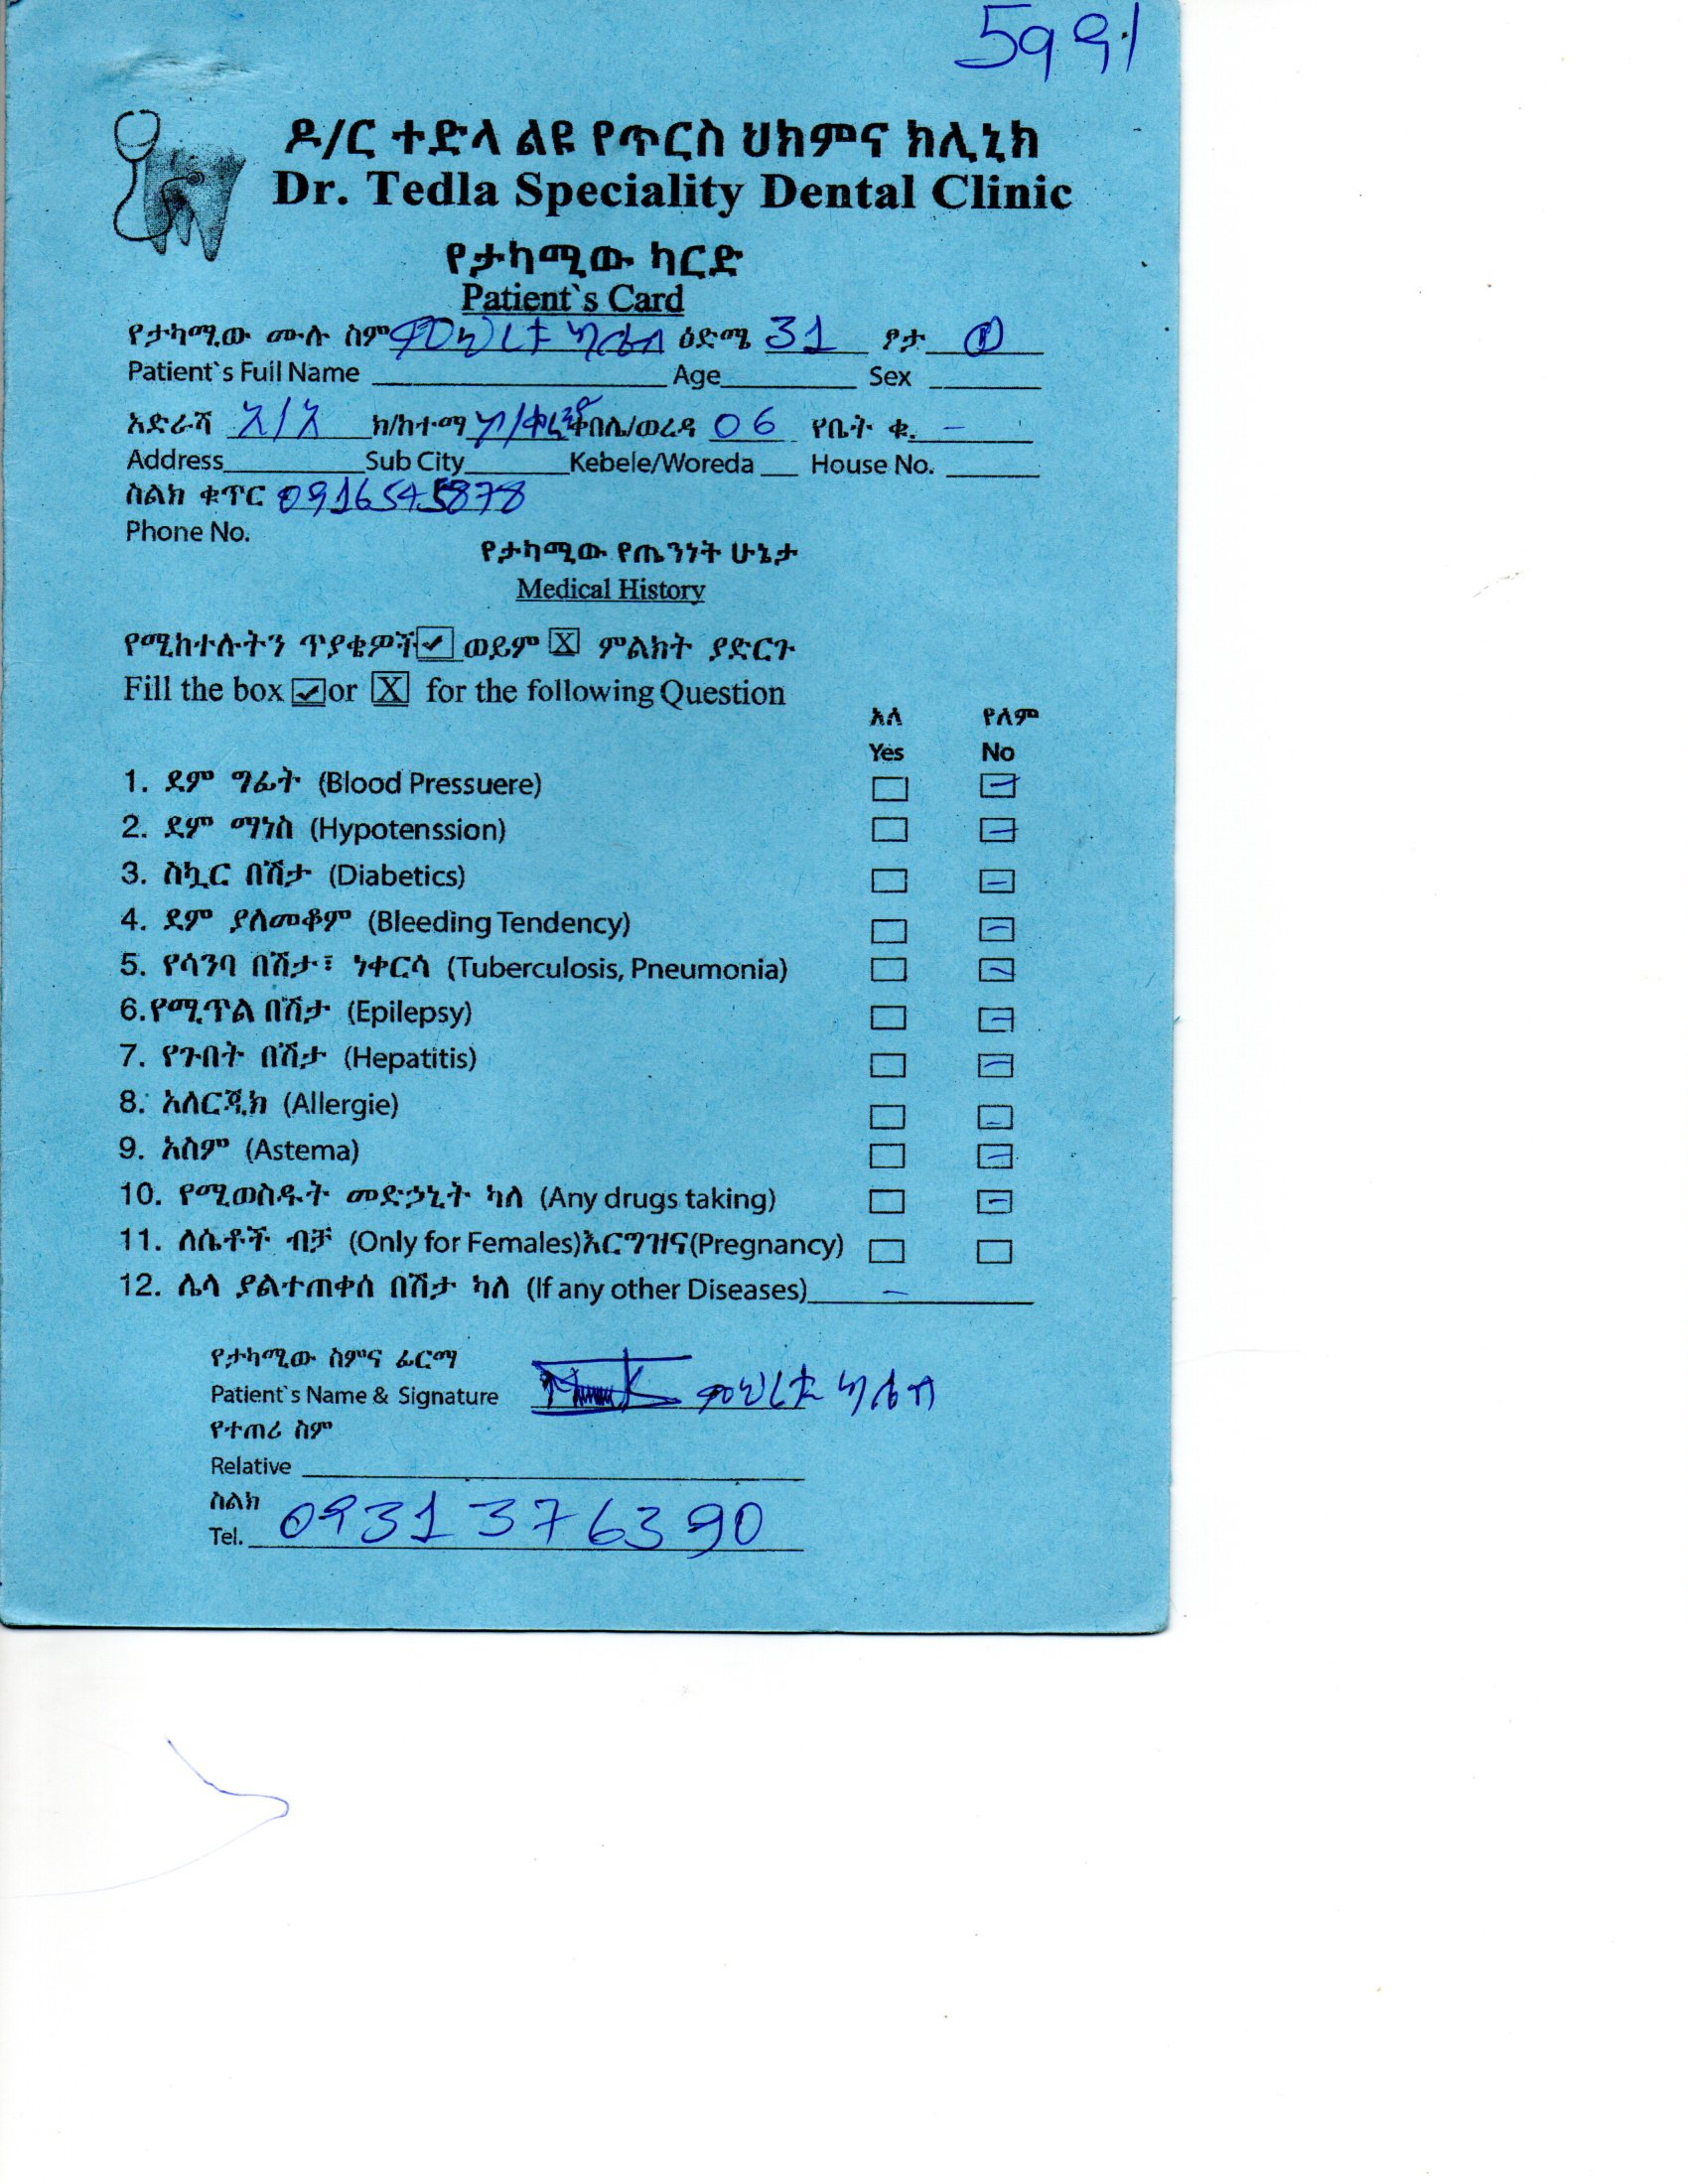 5991
ዶ/ር ተድላ ልዩ የጥርስ ህክምና ክሊኒክ
Dr. Tedla Speciality Dental Clinic
የታካሚው ካርድ
Patient`s Card
የታካሚው ሙሉ ስም ምህረቱ ካሌብ ዕድሜ 31 ፆታ ወ
Patient`s Fuil Name Age Sex
አድራሻ አ/አ ክ/ከተማ ቀበሌ/ወረዳ 06 የቤት ቁ. -
Address Sub City Kebele/Woreda House No.
ስልክ ቁጥር 0916545878
Phone No.
የታካሚው የጤንነት ሁኔታ
Medical History
የሚከተሉትን ጥያቄዎች ✓ ወይም X ምልክት ያድርጉ
Fill the box ✓ or X for the following Question
አለ የለም
Yes No
1. ደም ግፊት (Blood Pressuere)
2. ደም ማነስ (Hypotenssion)
3. ስኳር በሽታ (Diabetics)
4. ደም ያለመቆም (Bleeding Tendency)
5. የሳንባ በሽታ፣ ነቀርሳ (Tuberculosis, Pneumonia)
6.የሚጥል በሽታ (Epilepsy)
7. የጉበት በሽታ (Hepatitis)
8. አለርጂክ (Allergie)
9. አስም (Astema)
10. የሚወስዱት መድኃኒት ካለ (Any drugs taking)
11. ለሴቶች ብቻ (Only for Females)እርግዝና(Pregnancy)
12. ሌላ ያልተጠቀሰ በሽታ ካለ (If any other Diseases) -
የታካሚው ስምና ፊርማ
Patient`s Name & Signature ምህረቱ ካሌብ
የተጠሪ ስም
Relative
ስልክ
Tel. 0931376390